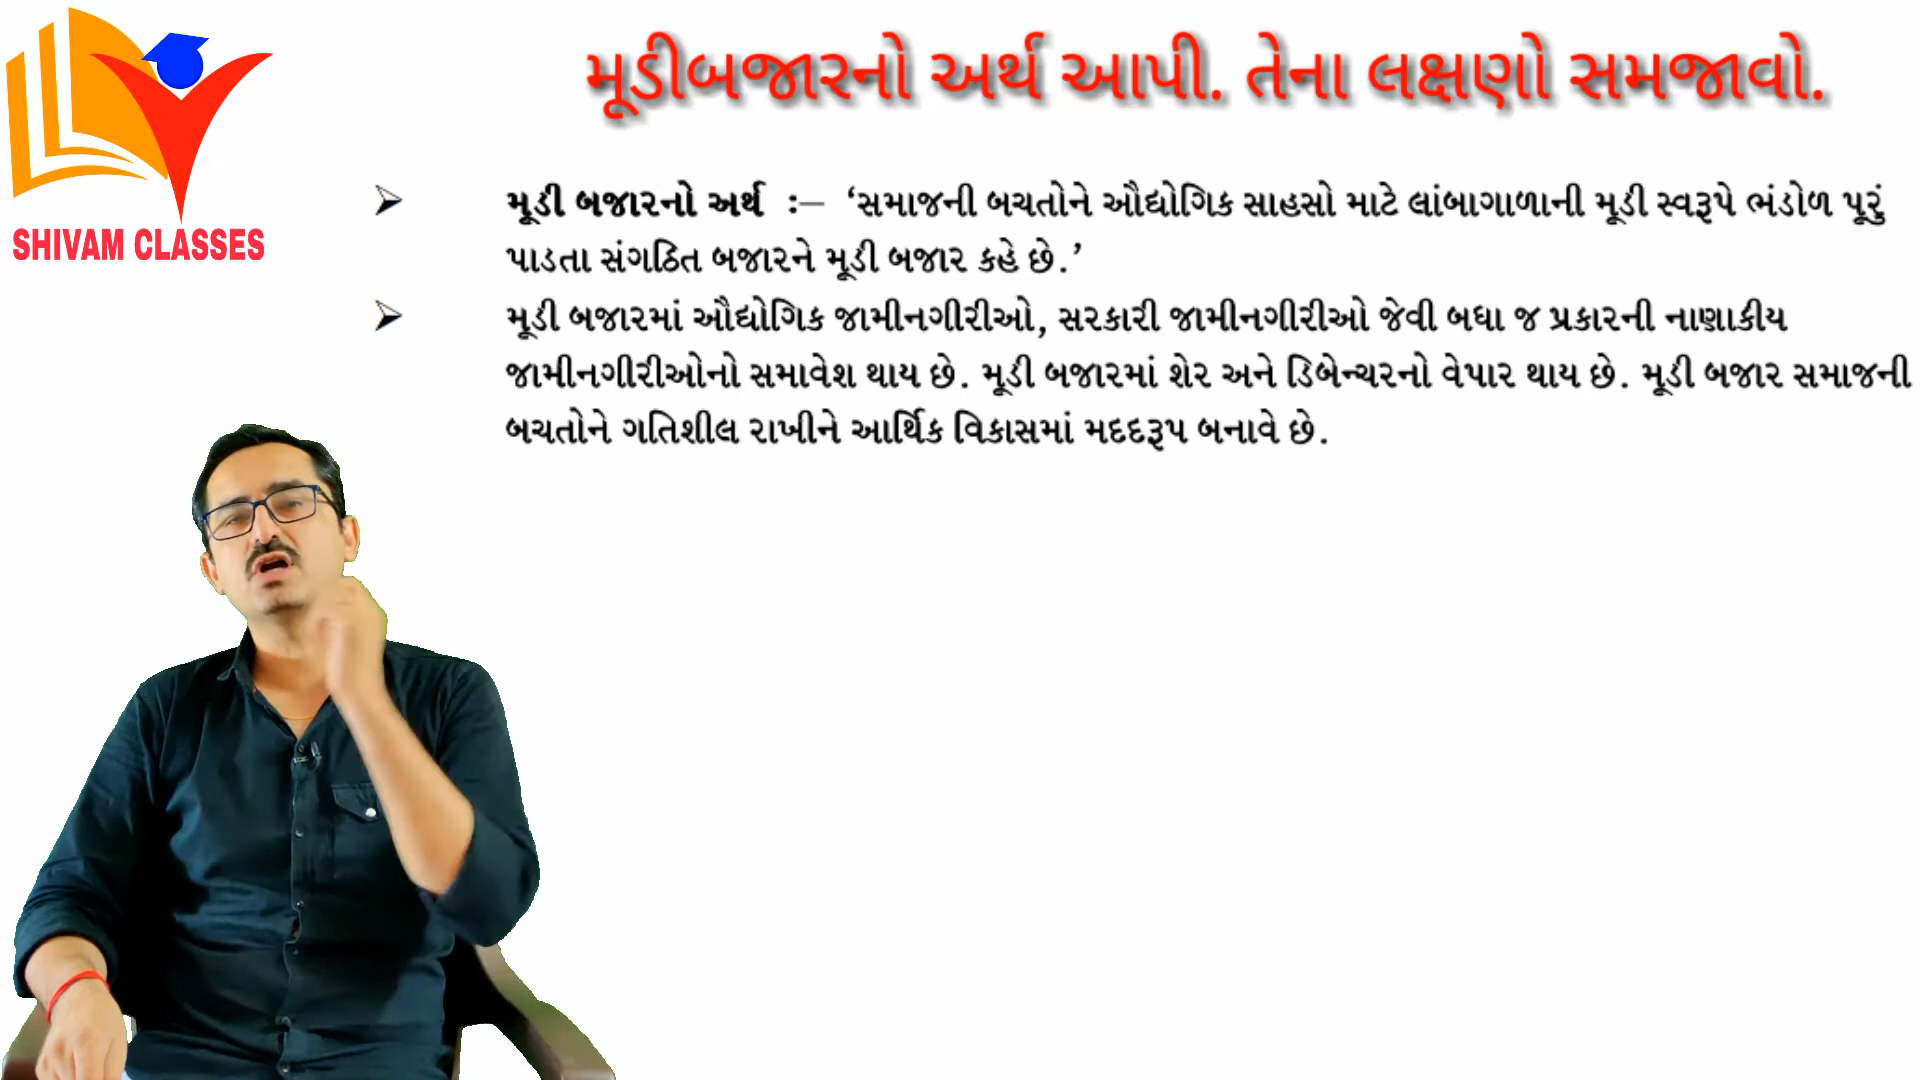 SHIVAM CLASSES
મૂડીબજારનો અર્થ આપી. તેના લક્ષણો સમજાવો.
➢ મૂડી બજારનો અર્થ :– ‘સમાજની બચતોને ઔદ્યોગિક સાહસો માટે લાંબાગાળાની મૂડી સ્વરૂપે ભંડોળ પૂરું
પાડતા સંગઠિત બજારને મૂડી બજાર કહે છે.’
➢ મૂડી બજારમાં ઔદ્યોગિક જામીનગીરીઓ, સરકારી જામીનગીરીઓ જેવી બધા જ પ્રકારની નાણાકીય
જામીનગીરીઓનો સમાવેશ થાય છે. મૂડી બજારમાં શેર અને ડિબેન્ચરનો વેપાર થાય છે. મૂડી બજાર સમાજની
બચતોને ગતિશીલ રાખીને આર્થિક વિકાસમાં મદદરૂપ બનાવે છે.